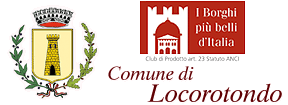 I Borghi
più belli
d'Italia
Club di Prodotto art. 23 Statuto ANCI
Comune di
Locorotondo